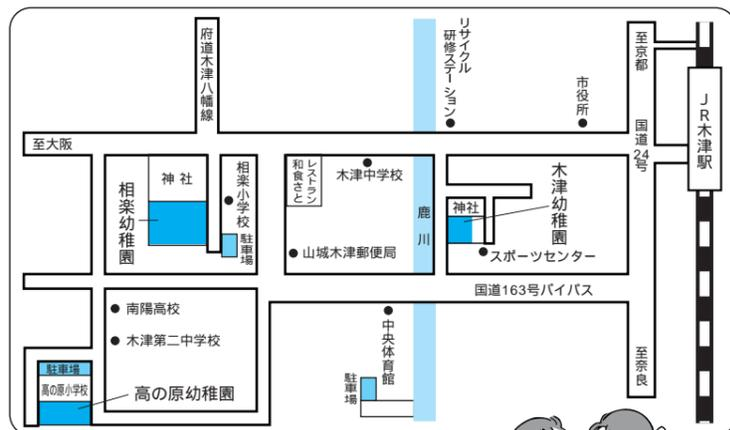 府道木津八幡線
リサイクル
研修ステーション
市役所
至京都
国道24号
JR木津駅
至大阪
神社
相楽幼稚園
相楽小学校
駐車場
レストラン
和食さと
木津中学校
山城木津郵便局
鹿川
神社
木津幼稚園
スポーツセンター
国道163号バイパス
南陽高校
木津第二中学校
中央体育館
駐車場
至奈良
駐車場
高の原小学校
高の原幼稚園